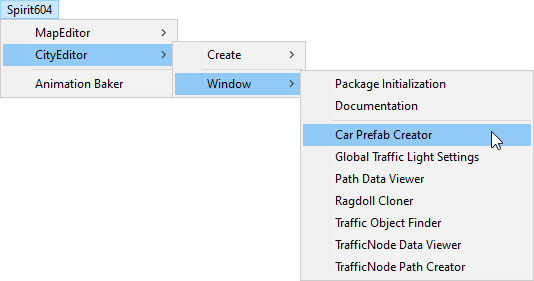 Spirit604
MapEditor
CityEditor
Animation Baker
Create
Window
Package Initialization
Documentation
Car Prefab Creator
Global Traffic Light Settings
Path Data Viewer
Ragdoll Cloner
Traffic Object Finder
TrafficNode Data Viewer
TrafficNode Path Creator